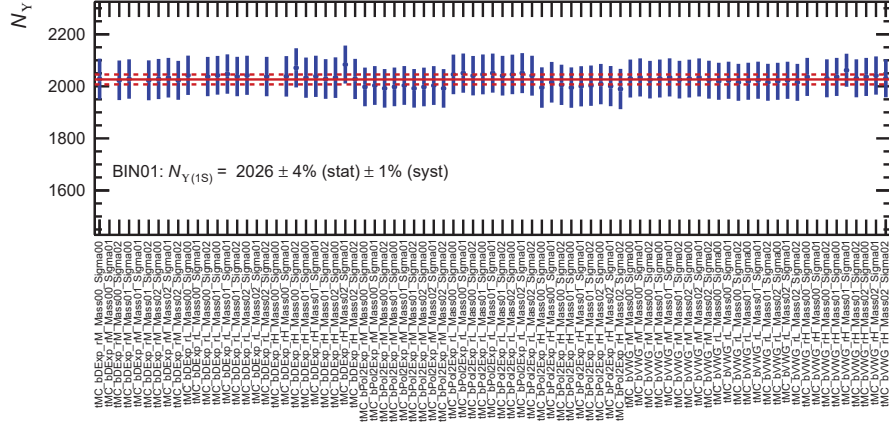 N_Υ
2200
2000
1800
1600
BIN01: N_Υ(1S) = 2026 ± 4% (stat) ± 1% (syst)
tMC_bDExp_rM_Mass00_Sigma00
tMC_bDExp_rM_Mass00_Sigma01
tMC_bDExp_rM_Mass00_Sigma02
tMC_bDExp_rM_Mass01_Sigma00
tMC_bDExp_rM_Mass01_Sigma01
tMC_bDExp_rM_Mass01_Sigma02
tMC_bDExp_rM_Mass02_Sigma00
tMC_bDExp_rM_Mass02_Sigma01
tMC_bDExp_rM_Mass02_Sigma02
tMC_bDExp_rL_Mass00_Sigma00
tMC_bDExp_rL_Mass00_Sigma01
tMC_bDExp_rL_Mass00_Sigma02
tMC_bDExp_rL_Mass01_Sigma00
tMC_bDExp_rL_Mass01_Sigma01
tMC_bDExp_rL_Mass01_Sigma02
tMC_bDExp_rL_Mass02_Sigma00
tMC_bDExp_rL_Mass02_Sigma01
tMC_bDExp_rL_Mass02_Sigma02
tMC_bDExp_rH_Mass00_Sigma00
tMC_bDExp_rH_Mass00_Sigma01
tMC_bDExp_rH_Mass00_Sigma02
tMC_bDExp_rH_Mass01_Sigma00
tMC_bDExp_rH_Mass01_Sigma01
tMC_bDExp_rH_Mass01_Sigma02
tMC_bDExp_rH_Mass02_Sigma00
tMC_bDExp_rH_Mass02_Sigma01
tMC_bDExp_rH_Mass02_Sigma02
tMC_bPol2Exp_rM_Mass00_Sigma00
tMC_bPol2Exp_rM_Mass00_Sigma01
tMC_bPol2Exp_rM_Mass00_Sigma02
tMC_bPol2Exp_rM_Mass01_Sigma00
tMC_bPol2Exp_rM_Mass01_Sigma01
tMC_bPol2Exp_rM_Mass01_Sigma02
tMC_bPol2Exp_rM_Mass02_Sigma00
tMC_bPol2Exp_rM_Mass02_Sigma01
tMC_bPol2Exp_rM_Mass02_Sigma02
tMC_bPol2Exp_rL_Mass00_Sigma00
tMC_bPol2Exp_rL_Mass00_Sigma01
tMC_bPol2Exp_rL_Mass00_Sigma02
tMC_bPol2Exp_rL_Mass01_Sigma00
tMC_bPol2Exp_rL_Mass01_Sigma01
tMC_bPol2Exp_rL_Mass01_Sigma02
tMC_bPol2Exp_rL_Mass02_Sigma00
tMC_bPol2Exp_rL_Mass02_Sigma01
tMC_bPol2Exp_rL_Mass02_Sigma02
tMC_bPol2Exp_rH_Mass00_Sigma00
tMC_bPol2Exp_rH_Mass00_Sigma01
tMC_bPol2Exp_rH_Mass00_Sigma02
tMC_bPol2Exp_rH_Mass01_Sigma00
tMC_bPol2Exp_rH_Mass01_Sigma01
tMC_bPol2Exp_rH_Mass01_Sigma02
tMC_bPol2Exp_rH_Mass02_Sigma00
tMC_bPol2Exp_rH_Mass02_Sigma01
tMC_bPol2Exp_rH_Mass02_Sigma02
tMC_bVWG_rM_Mass00_Sigma00
tMC_bVWG_rM_Mass00_Sigma01
tMC_bVWG_rM_Mass00_Sigma02
tMC_bVWG_rM_Mass01_Sigma00
tMC_bVWG_rM_Mass01_Sigma01
tMC_bVWG_rM_Mass01_Sigma02
tMC_bVWG_rM_Mass02_Sigma00
tMC_bVWG_rM_Mass02_Sigma01
tMC_bVWG_rM_Mass02_Sigma02
tMC_bVWG_rL_Mass00_Sigma00
tMC_bVWG_rL_Mass00_Sigma01
tMC_bVWG_rL_Mass00_Sigma02
tMC_bVWG_rL_Mass01_Sigma00
tMC_bVWG_rL_Mass01_Sigma01
tMC_bVWG_rL_Mass01_Sigma02
tMC_bVWG_rL_Mass02_Sigma00
tMC_bVWG_rL_Mass02_Sigma01
tMC_bVWG_rL_Mass02_Sigma02
tMC_bVWG_rH_Mass00_Sigma00
tMC_bVWG_rH_Mass00_Sigma01
tMC_bVWG_rH_Mass00_Sigma02
tMC_bVWG_rH_Mass01_Sigma00
tMC_bVWG_rH_Mass01_Sigma01
tMC_bVWG_rH_Mass01_Sigma02
tMC_bVWG_rH_Mass02_Sigma00
tMC_bVWG_rH_Mass02_Sigma01
tMC_bVWG_rH_Mass02_Sigma02